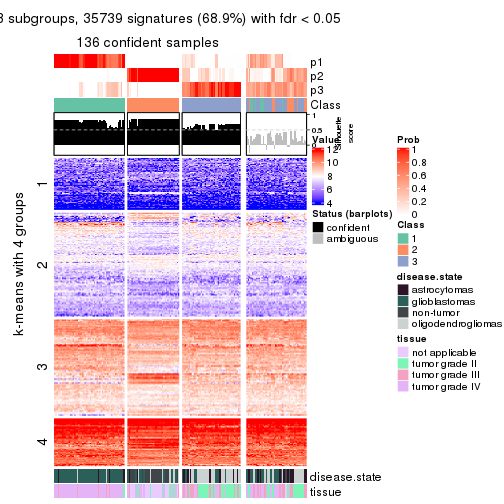 3 subgroups, 35739 signatures (68.9%) with fdr < 0.05
136 confident samples
p1
p2
p3
Class
1
0.5
0
Silhouette
score
k-means with 4 groups
1
2
3
4
disease.state
tissue
Value
12
10
8
6
4
Status (barplots)
confident
ambiguous
Prob
1
0.8
0.6
0.4
0.2
0
Class
1
2
3
disease.state
astrocytomas
glioblastomas
non-tumor
oligodendrogliomas
tissue
not applicable
tumor grade II
tumor grade III
tumor grade IV